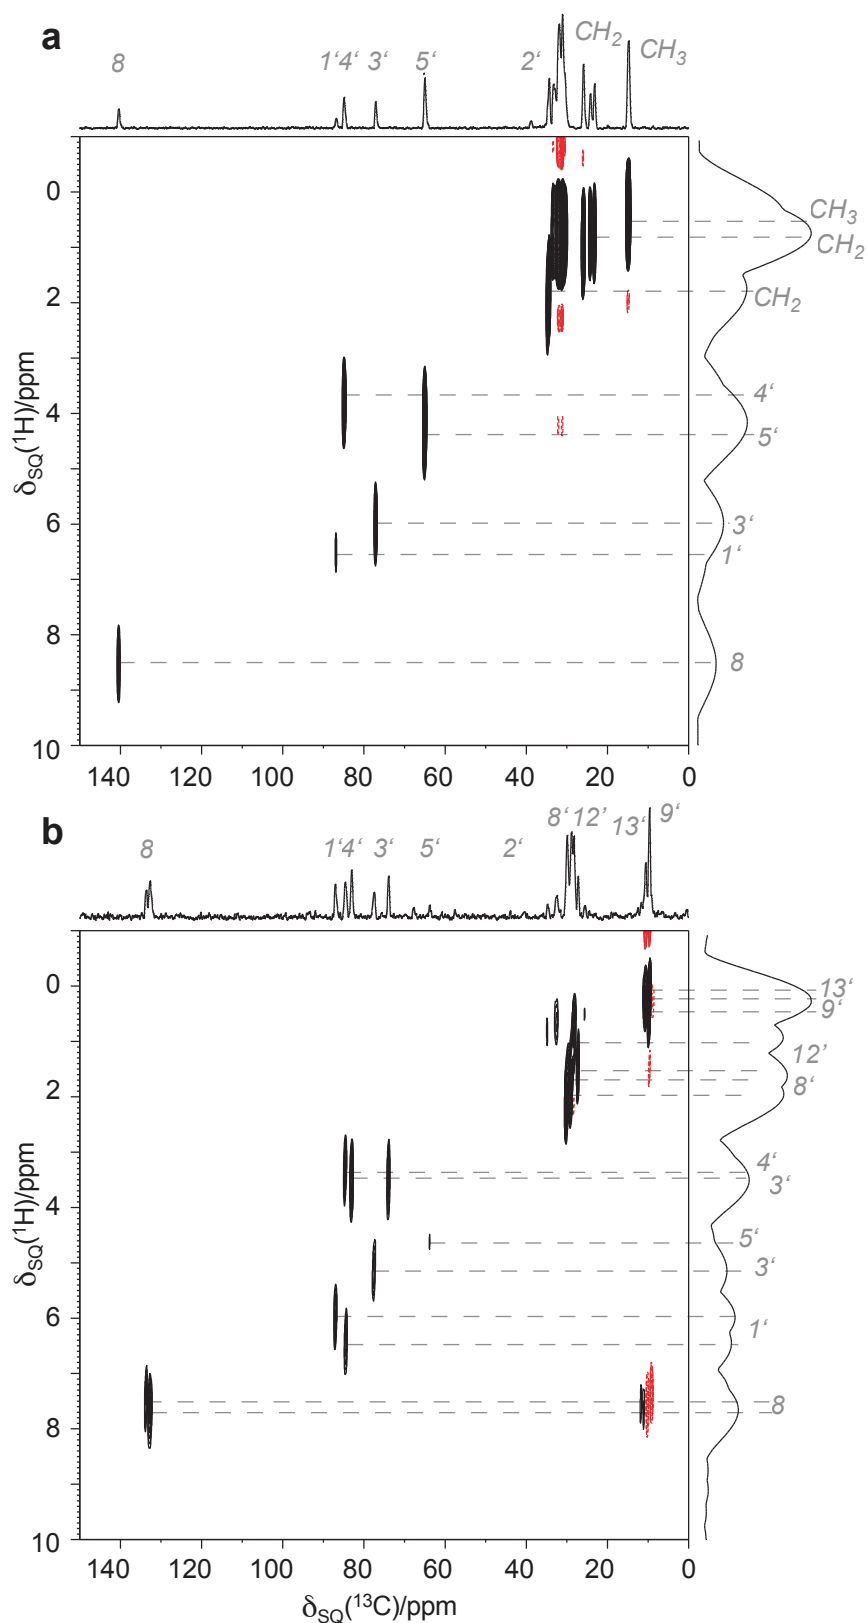 a
8 1‘4‘ 3‘ 5‘ 2‘ CH2 CH3
0
2
4
6
8
10
δSQ(1H)/ppm
CH3
CH2
CH2
4‘
5‘
3‘
1‘
8
140 120 100 80 60 40 20 0
b
8 1‘4‘ 3‘ 5‘ 2‘ 8‘ 12’ 13‘ 9‘
0
2
4
6
8
10
δSQ(1H)/ppm
13‘
9‘
12’
8‘
4‘
3‘
5‘
3‘
1‘
8
140 120 100 80 60 40 20 0
δSQ(13C)/ppm